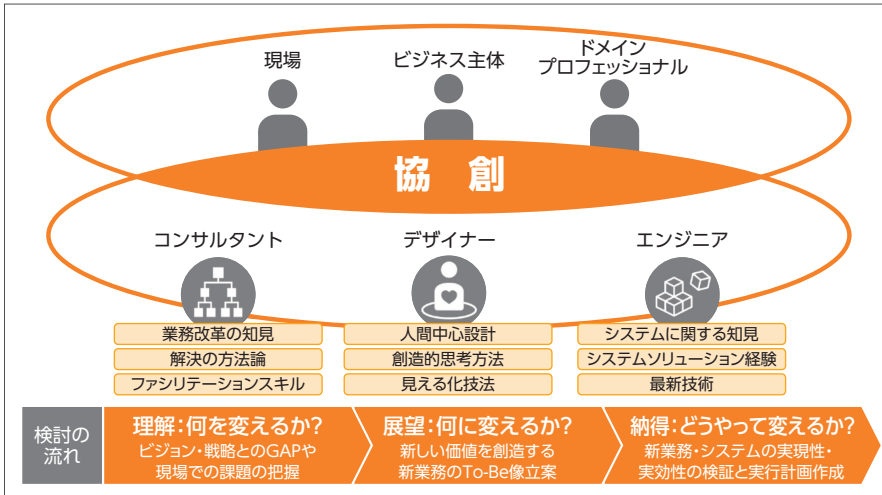 現場
ビジネス主体
ドメイン
プロフェッショナル
協 創
コンサルタント
デザイナー
エンジニア
業務改革の知見
解決の方法論
ファシリテーションスキル
人間中心設計
創造的思考方法
見える化技法
システムに関する知見
システムソリューション経験
最新技術
検討の
流れ
理解:何を変えるか?
ビジョン・戦略とのGAPや
現場での課題の把握
展望:何に変えるか?
新しい価値を創造する
新業務のTo-Be像立案
納得:どうやって変えるか?
新業務・システムの実現性・
実効性の検証と実行計画作成